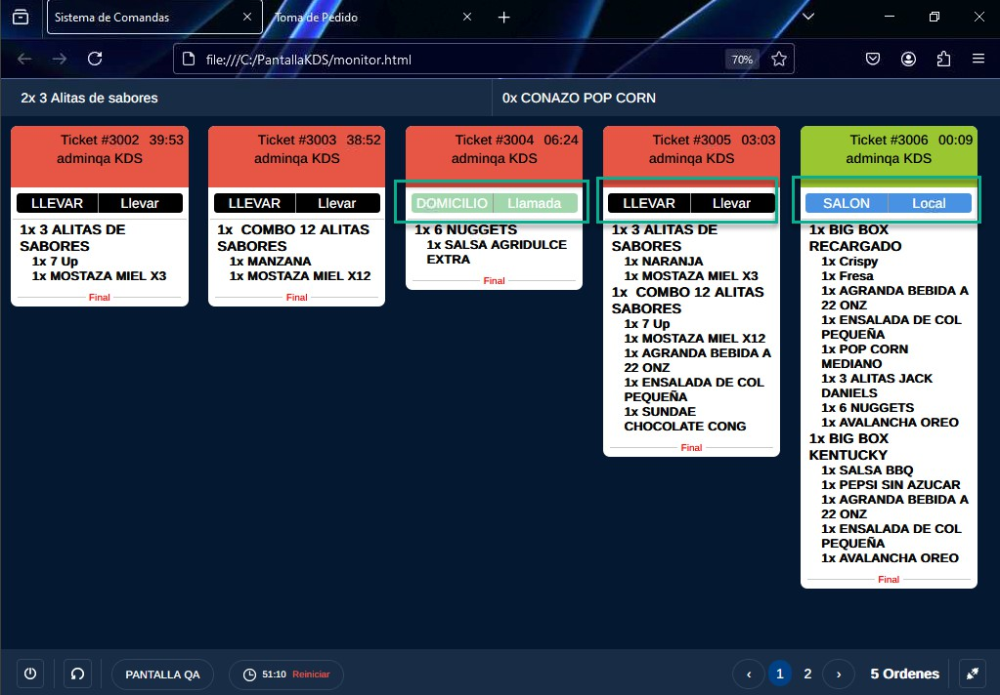 Sistema de Comandas
Toma de Pedido
file:///C:/PantallaKDS/monitor.html
70%
2x 3 Alitas de sabores
0x CONAZO POP CORN
Ticket #3002 39:53
adminqa KDS
LLEVAR Llevar
1x 3 ALITAS DE
SABORES
1x 7 Up
1x MOSTAZA MIEL X3
Final
Ticket #3003 38:52
adminqa KDS
LLEVAR Llevar
1x COMBO 12 ALITAS
SABORES
1x MANZANA
1x MOSTAZA MIEL X12
Final
Ticket #3004 06:24
adminqa KDS
DOMICILIO Llamada
1x 6 NUGGETS
1x SALSA AGRIDULCE
EXTRA
Final
Ticket #3005 03:03
adminqa KDS
LLEVAR Llevar
1x 3 ALITAS DE
SABORES
1x NARANJA
1x MOSTAZA MIEL X3
1x COMBO 12 ALITAS
SABORES
1x 7 Up
1x MOSTAZA MIEL X12
1x AGRANDA BEBIDA A
22 ONZ
1x ENSALADA DE COL
PEQUEÑA
1x SUNDAE
CHOCOLATE CONG
Final
Ticket #3006 00:09
adminqa KDS
SALON Local
1x BIG BOX
RECARGADO
1x Crispy
1x Fresa
1x AGRANDA BEBIDA A
22 ONZ
1x ENSALADA DE COL
PEQUEÑA
1x POP CORN
MEDIANO
1x 3 ALITAS JACK
DANIELS
1x 6 NUGGETS
1x AVALANCHA OREO
1x BIG BOX
KENTUCKY
1x SALSA BBQ
1x PEPSI SIN AZUCAR
1x AGRANDA BEBIDA A
22 ONZ
1x ENSALADA DE COL
PEQUEÑA
1x AVALANCHA OREO
Final
PANTALLA QA
51:10 Reiniciar
‹ 1 2 ›
5 Ordenes